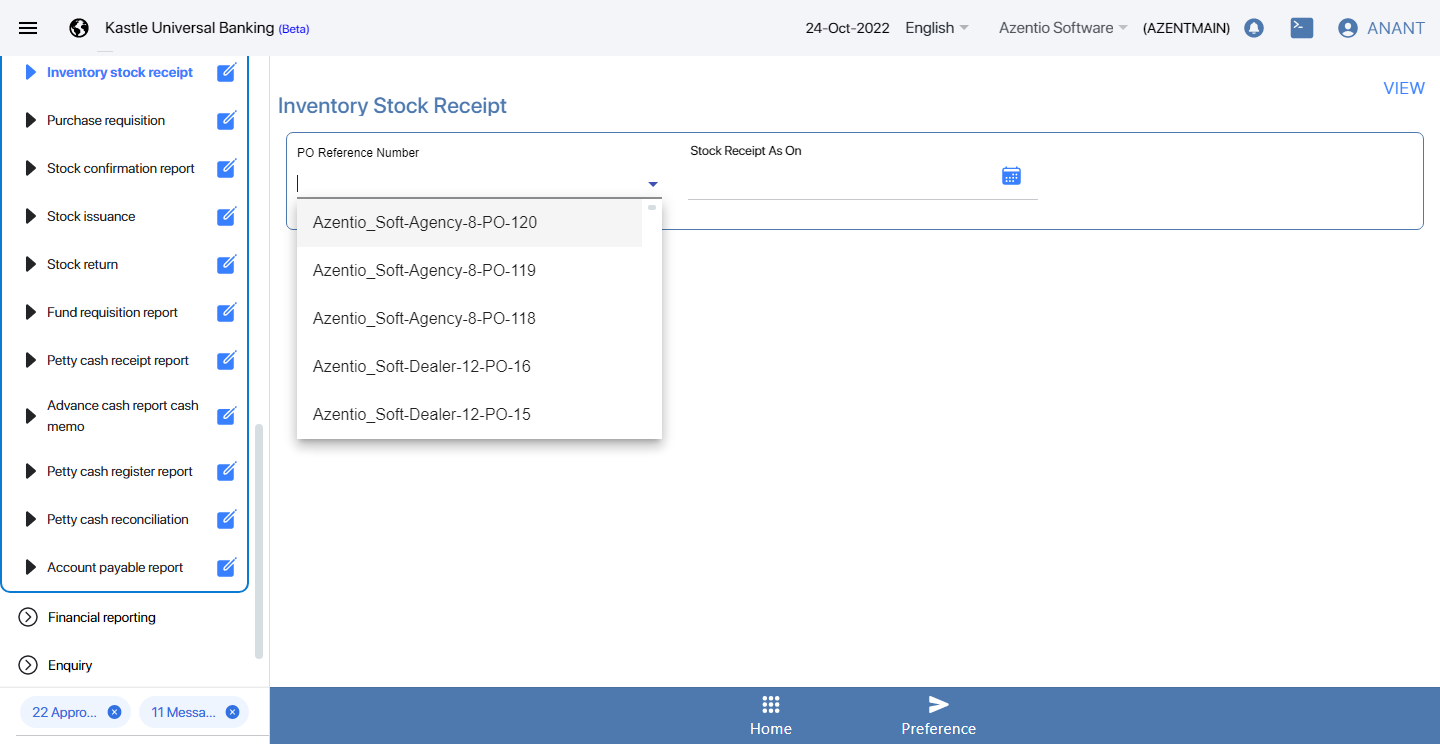 Kastle Universal Banking (Beta)
24-Oct-2022
English
Azentio Software
(AZENTMAIN)
ANANT
Inventory stock receipt
Purchase requisition
Stock confirmation report
Stock issuance
Stock return
Fund requisition report
Petty cash receipt report
Advance cash report cash
memo
Petty cash register report
Petty cash reconciliation
Account payable report
Financial reporting
Enquiry
22 Appro...
11 Messa...
VIEW
Inventory Stock Receipt
PO Reference Number
Stock Receipt As On
Azentio_Soft-Agency-8-PO-120
Azentio_Soft-Agency-8-PO-119
Azentio_Soft-Agency-8-PO-118
Azentio_Soft-Dealer-12-PO-16
Azentio_Soft-Dealer-12-PO-15
Home
Preference